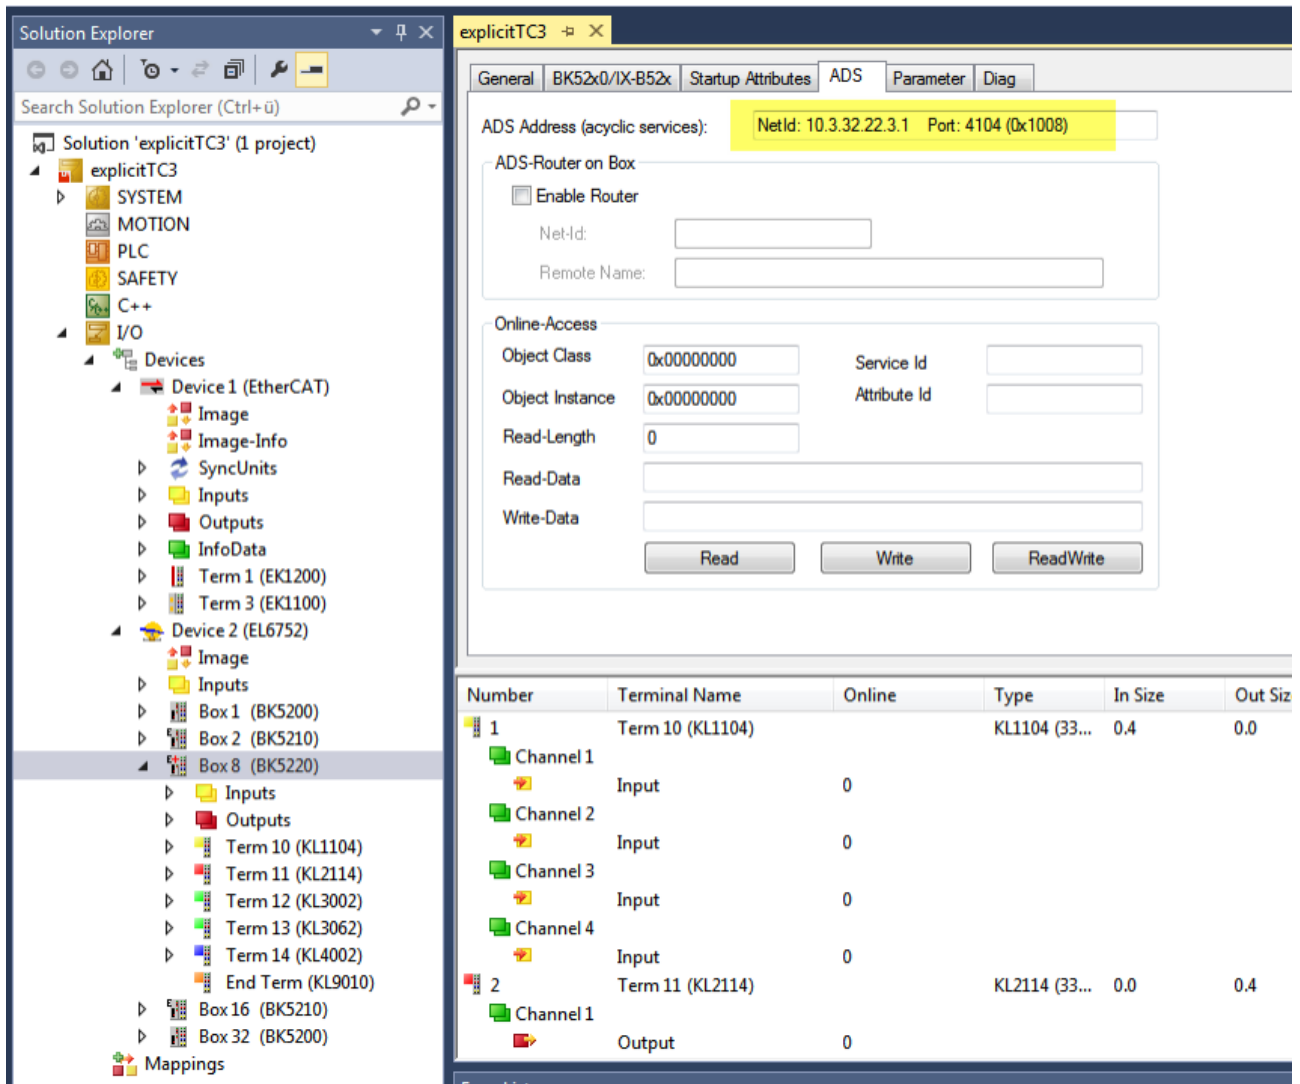 Solution Explorer
Search Solution Explorer (Ctrl+ü)
Solution 'explicitTC3' (1 project)
explicitTC3
SYSTEM
MOTION
PLC
SAFETY
C++
I/O
Devices
Device 1 (EtherCAT)
Image
Image-Info
SyncUnits
Inputs
Outputs
InfoData
Term 1 (EK1200)
Term 3 (EK1100)
Device 2 (EL6752)
Image
Inputs
Box 1 (BK5200)
Box 2 (BK5210)
Box 8 (BK5220)
Inputs
Outputs
Term 10 (KL1104)
Term 11 (KL2114)
Term 12 (KL3002)
Term 13 (KL3062)
Term 14 (KL4002)
End Term (KL9010)
Box 16 (BK5210)
Box 32 (BK5200)
Mappings
explicitTC3
General BK52x0/IX-B52x Startup Attributes ADS Parameter Diag
ADS Address (acyclic services): NetId: 10.3.32.22.3.1 Port: 4104 (0x1008)
ADS-Router on Box
Enable Router
Net-Id:
Remote Name:
Online-Access
Object Class 0x00000000 Service Id
Object Instance 0x00000000 Attribute Id
Read-Length 0
Read-Data
Write-Data
Read Write ReadWrite
Number Terminal Name Online Type In Size Out Siz
1 Term 10 (KL1104) KL1104 (33... 0.4 0.0
Channel 1
Input 0
Channel 2
Input 0
Channel 3
Input 0
Channel 4
Input 0
2 Term 11 (KL2114) KL2114 (33... 0.0 0.4
Channel 1
Output 0